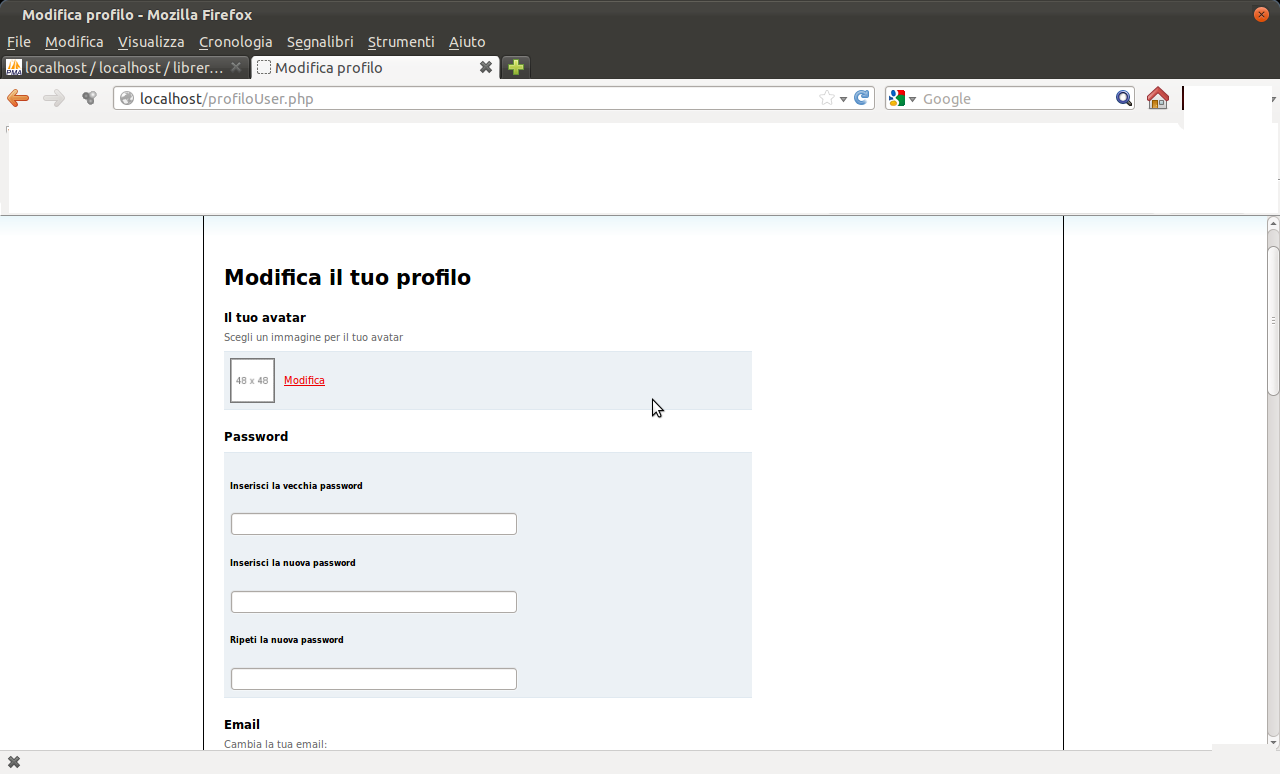 Modifica profilo - Mozilla Firefox
File Modifica Visualizza Cronologia Segnalibri Strumenti Aiuto
localhost / localhost / librer... Modifica profilo
localhost/profiloUser.php Google
Modifica il tuo profilo
Il tuo avatar
Scegli un immagine per il tuo avatar
48 x 48 Modifica
Password
Inserisci la vecchia password
Inserisci la nuova password
Ripeti la nuova password
Email
Cambia la tua email: